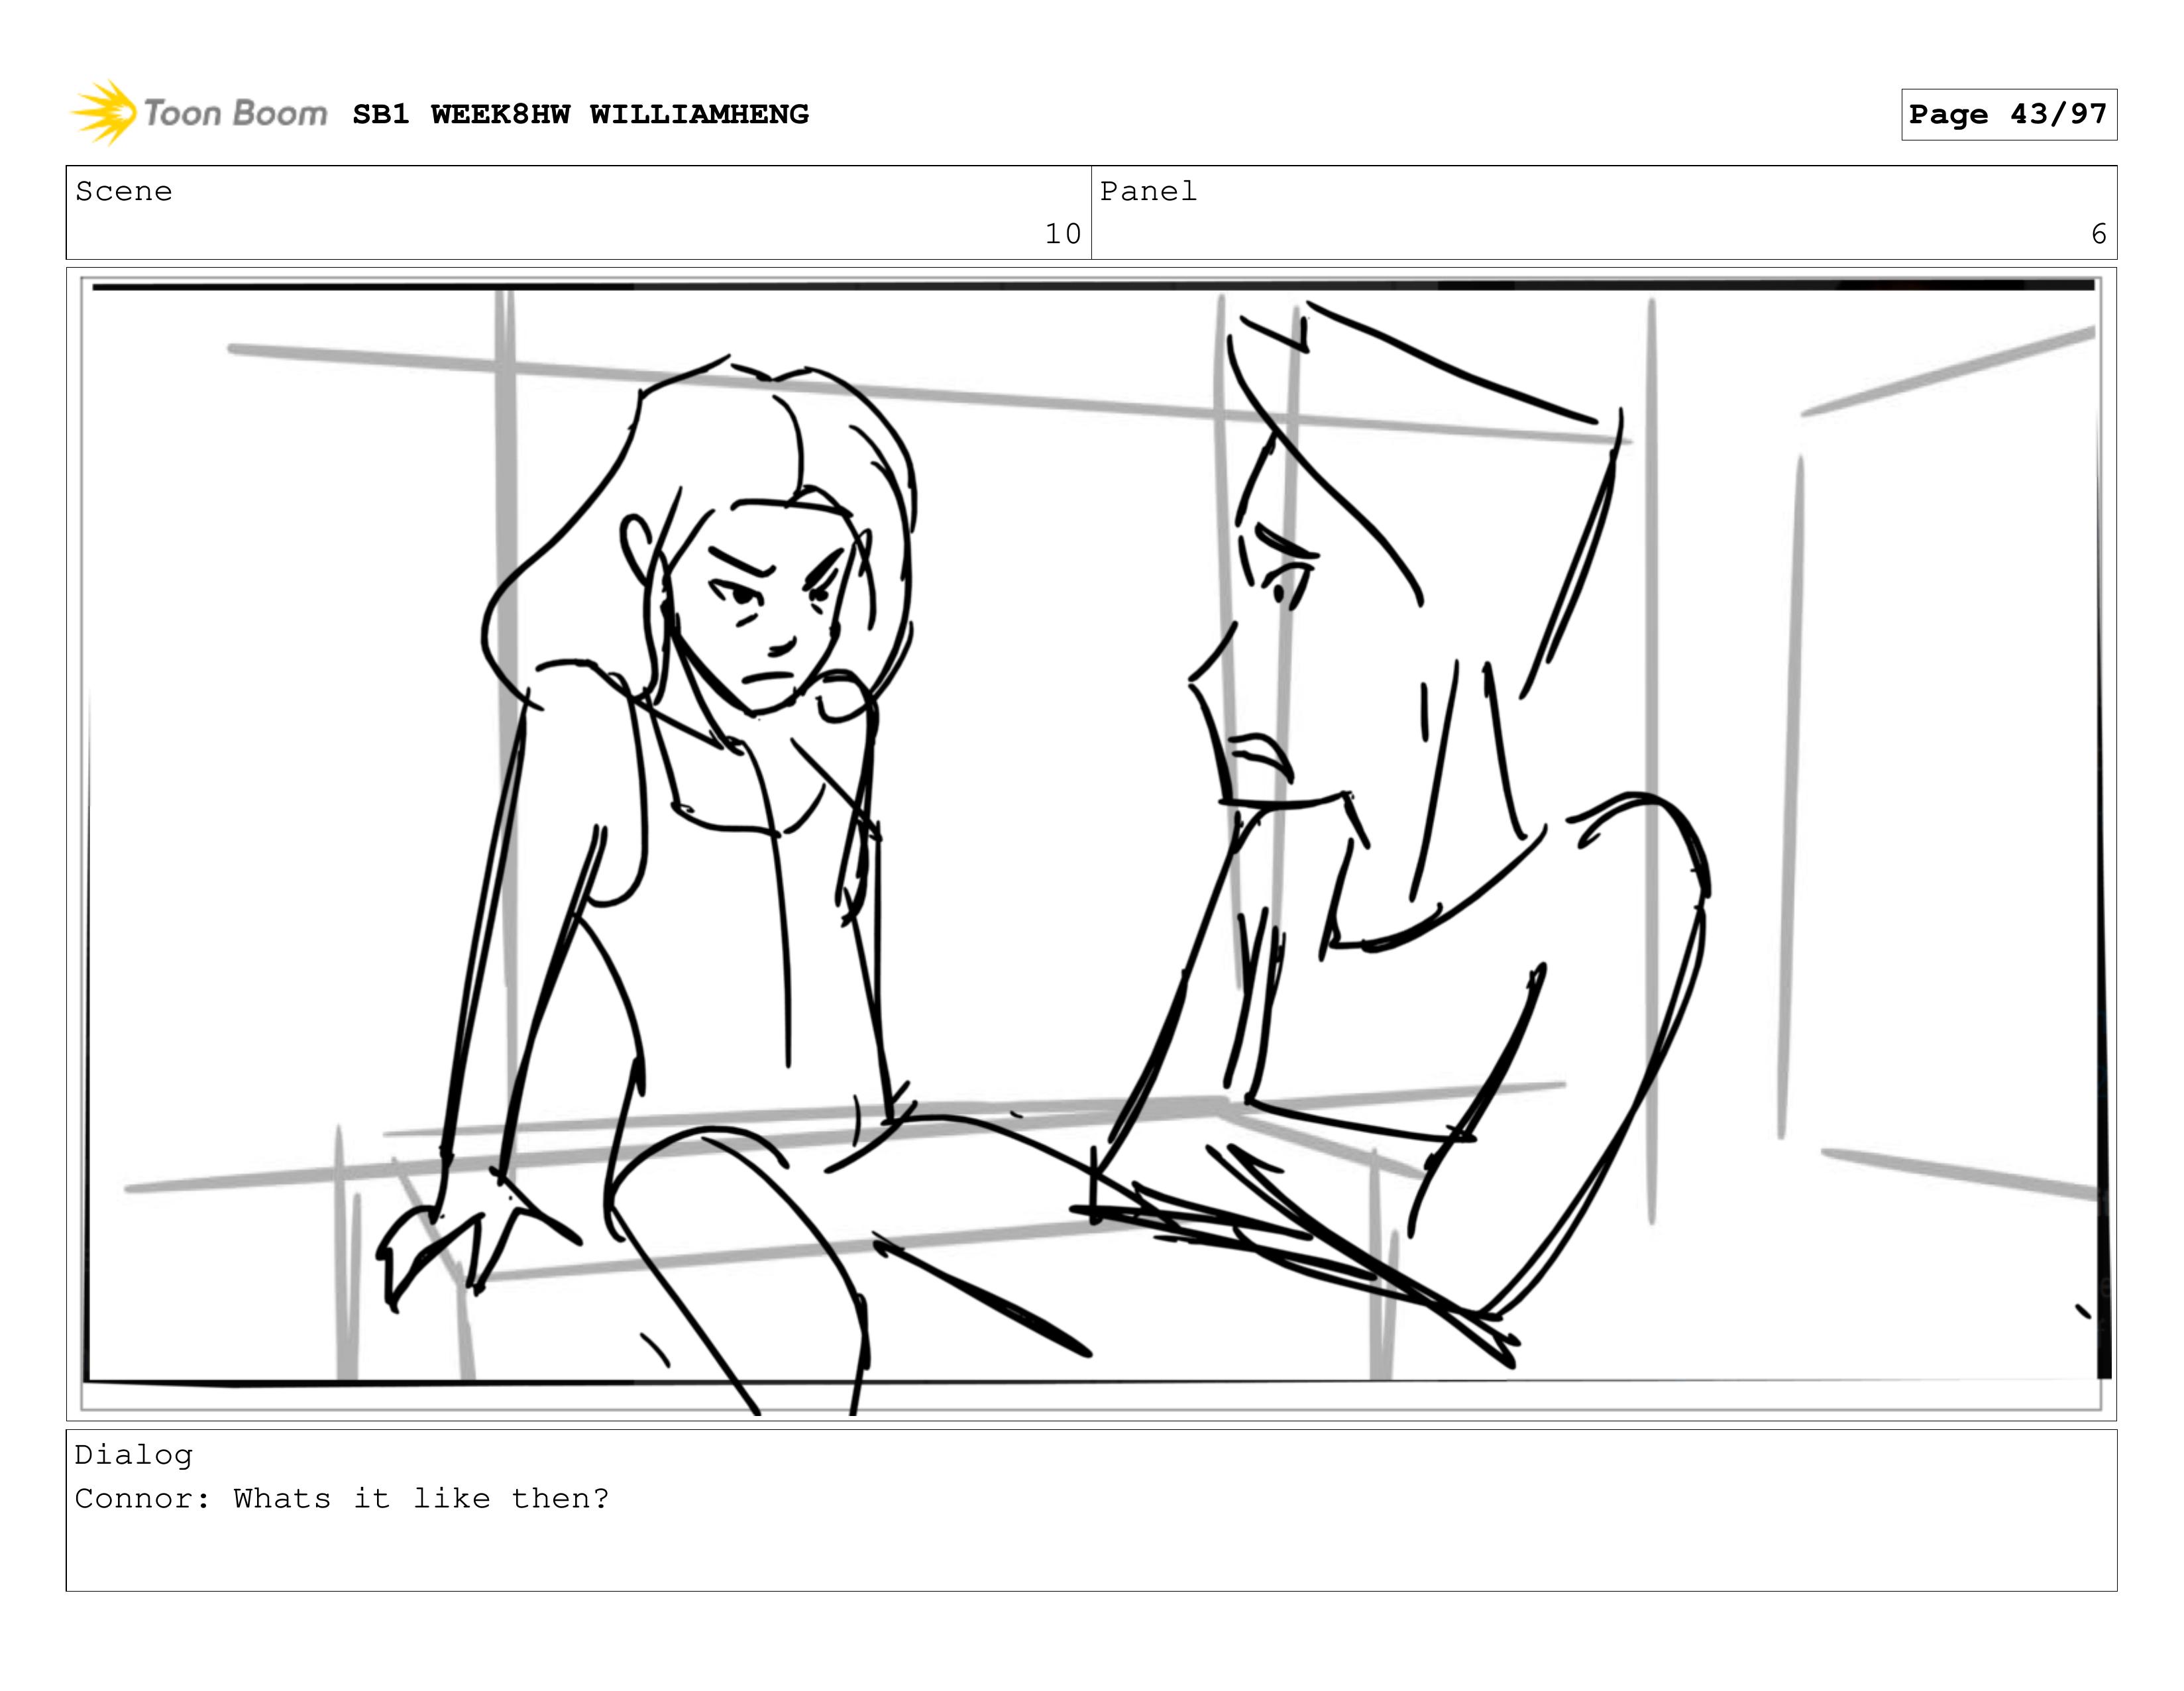 Toon Boom SB1 WEEK8HW WILLIAMHENG
Page 43/97
Scene
10
Panel
6
Dialog
Connor: Whats it like then?